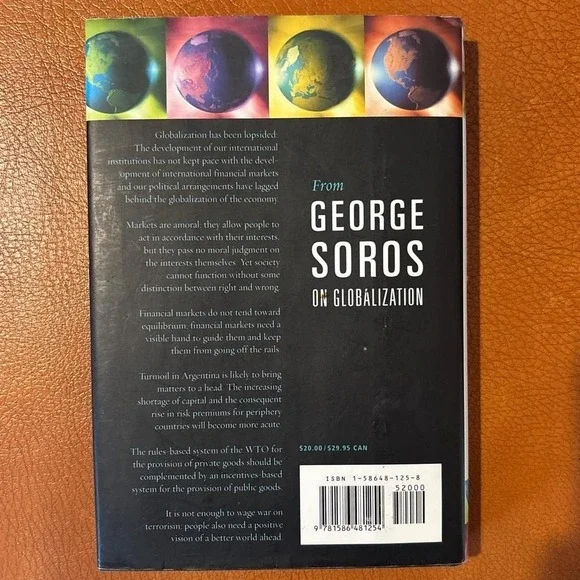 Globalization has been lopsided:
The development of our international
institutions has not kept pace with the devel-
opment of international financial markets
and our political arrangements have lagged
behind the globalization of the economy.
Markets are amoral: they allow people to
act in accordance with their interests,
but they pass no moral judgment on
the interests themselves. Yet society
cannot function without some
distinction between right and wrong.
Financial markets do not tend toward
equilibrium; financial markets need a
visible hand to guide them and keep
them from going off the rails.
Turmoil in Argentina is likely to bring
matters to a head. The increasing
shortage of capital and the consequent
rise in risk premiums for periphery
countries will become more acute.
The rules-based system of the WTO for
the provision of private goods should be
complemented by an incentives-based
system for the provision of public goods.
It is not enough to wage war on
terrorism; people also need a positive
vision of a better world ahead.
From
GEORGE
SOROS
ON GLOBALIZATION
$20.00/$29.95 CAN
ISBN 1-58648-125-8
52000
9 781586 481254